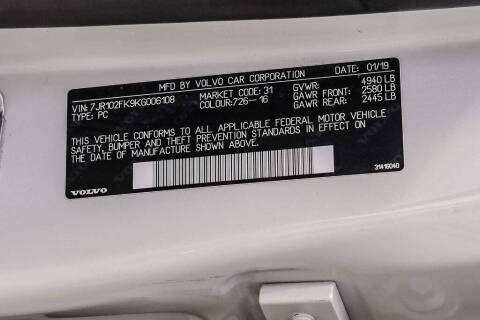 MFD BY VOLVO CAR CORPORATION DATE: 01/19
VIN: 7JR102FK9KG006108 MARKET CODE: 31 GVWR: 4940 LB
TYPE: PC COLOUR: 726-16 GAWR FRONT: 2580 LB
GAWR REAR: 2445 LB
THIS VEHICLE CONFORMS TO ALL APPLICABLE FEDERAL MOTOR VEHICLE
SAFETY, BUMPER AND THEFT PREVENTION STANDARDS IN EFFECT ON
THE DATE OF MANUFACTURE SHOWN ABOVE.
VOLVO 31416040